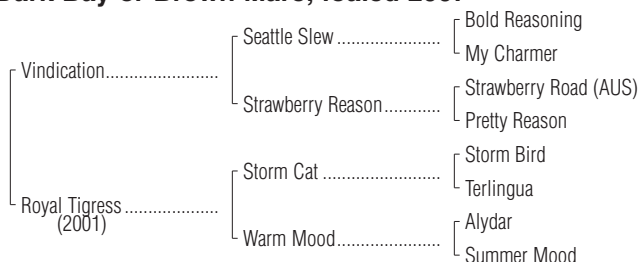 Dark Bay or Brown Mare; foaled 2007
Bold Reasoning
Seattle Slew
My Charmer
Vindication
Strawberry Road (AUS)
Strawberry Reason
Pretty Reason
Storm Bird
Storm Cat
Terlingua
Royal Tigress
(2001)
Alydar
Warm Mood
Summer Mood